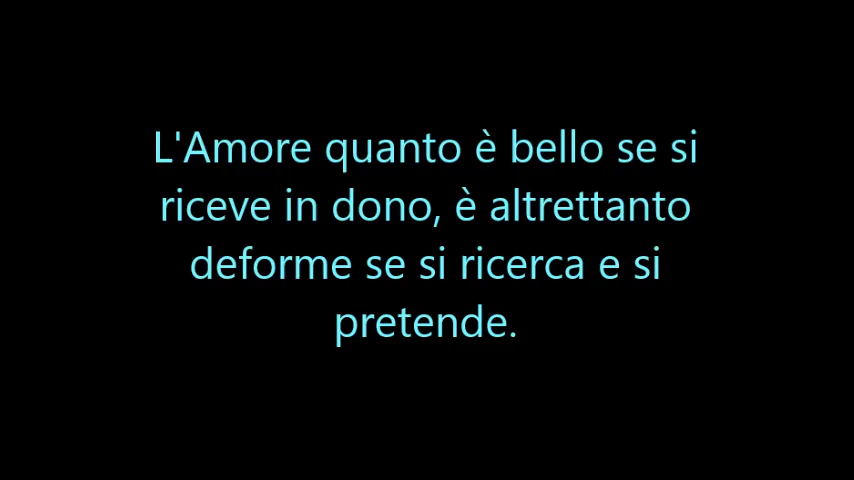 L'Amore quanto è bello se si
riceve in dono, è altrettanto
deforme se si ricerca e si
pretende.